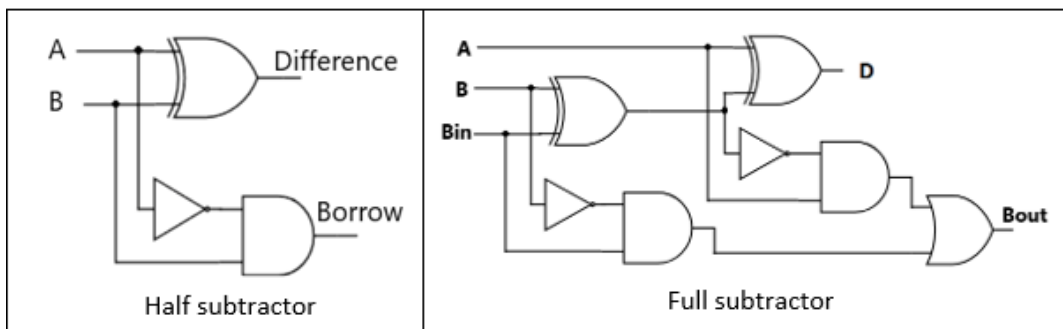 A
Difference
B
Borrow
Half subtractor
A
D
B
Bin
Bout
Full subtractor